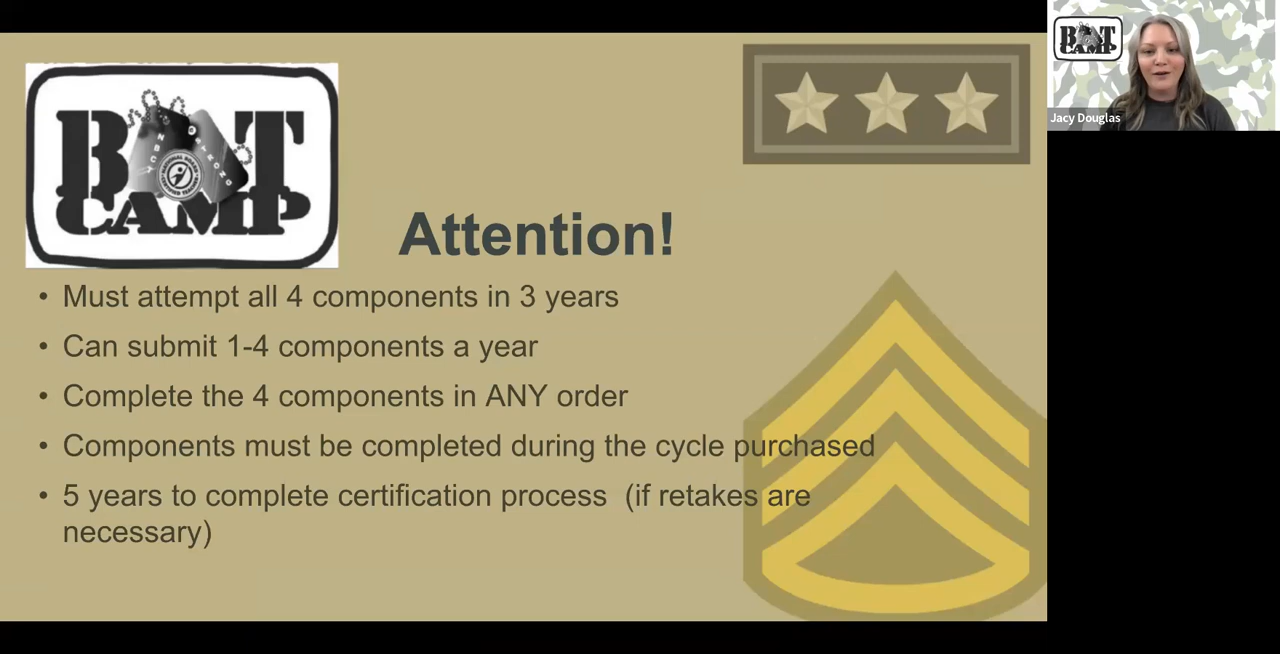 BOOT
CAMP
Attention!
• Must attempt all 4 components in 3 years
• Can submit 1-4 components a year
• Complete the 4 components in ANY order
• Components must be completed during the cycle purchased
• 5 years to complete certification process (if retakes are
necessary)
BOOT
CAMP
Jacy Douglas